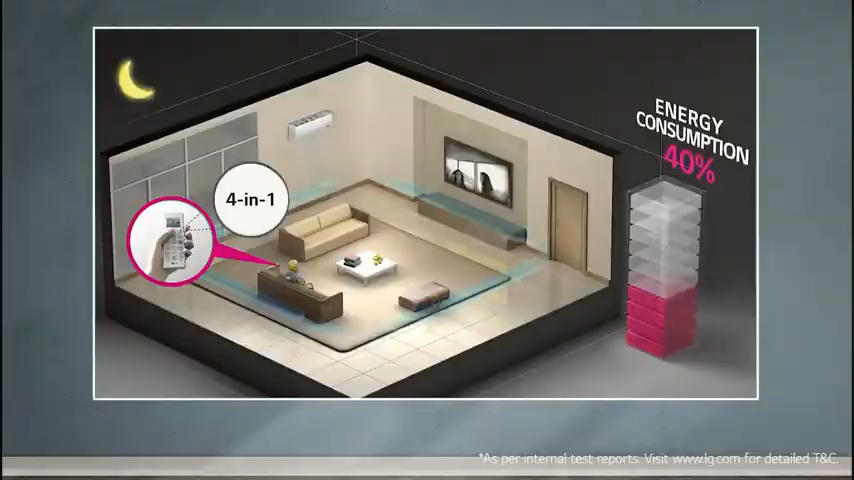 ENERGY
CONSUMPTION
40%
4-in-1
*As per internal test reports. Visit www.lg.com for detailed T&C.